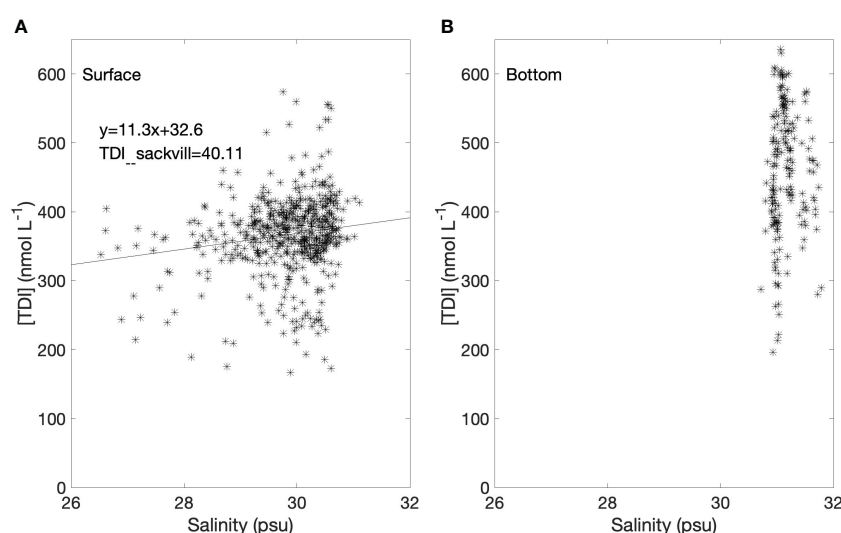 A
Surface
y=11.3x+32.6
TDI__sackvill=40.11
[TDI] (nmol L⁻¹)
600
500
400
300
200
100
0
26
28
30
32
Salinity (psu)
B
Bottom
[TDI] (nmol L⁻¹)
600
500
400
300
200
100
0
26
28
30
32
Salinity (psu)